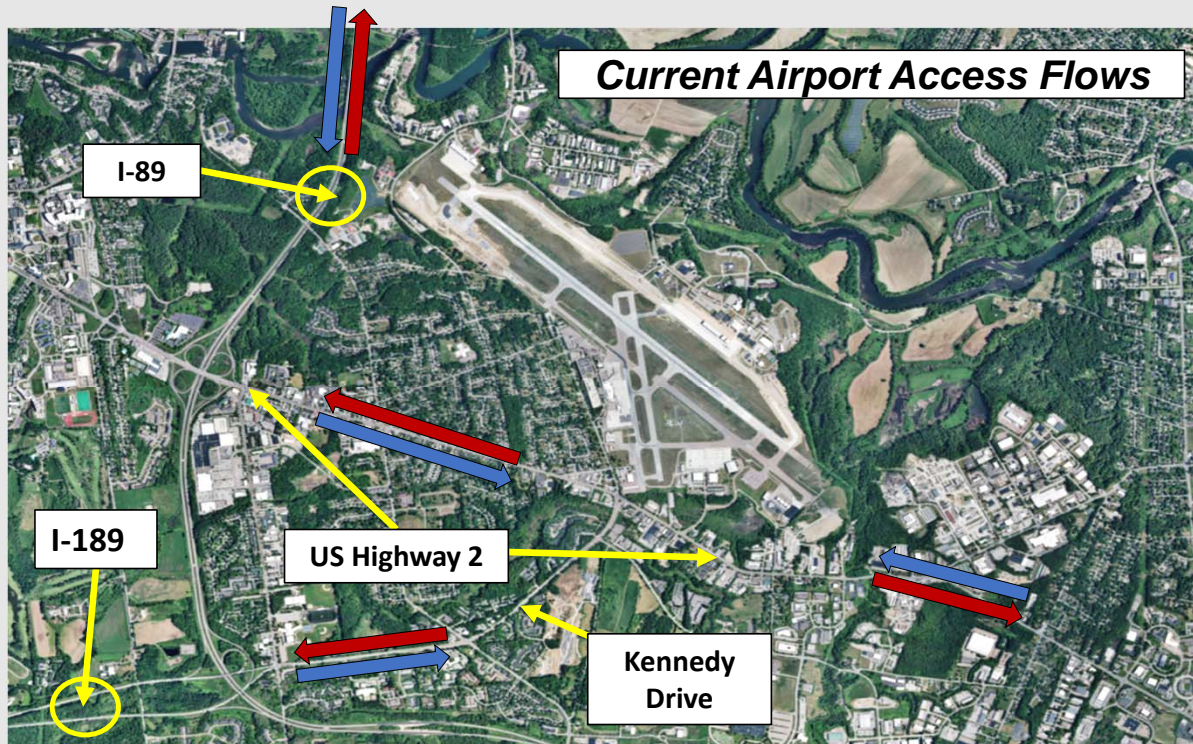 Current Airport Access Flows
I-89
I-189
US Highway 2
Kennedy
Drive